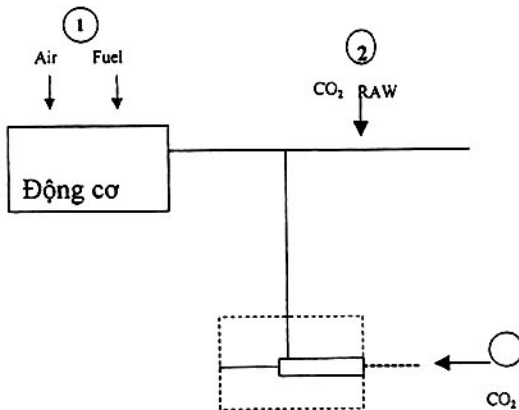 1
Air Fuel
2
CO₂ RAW
Động cơ
CO₂